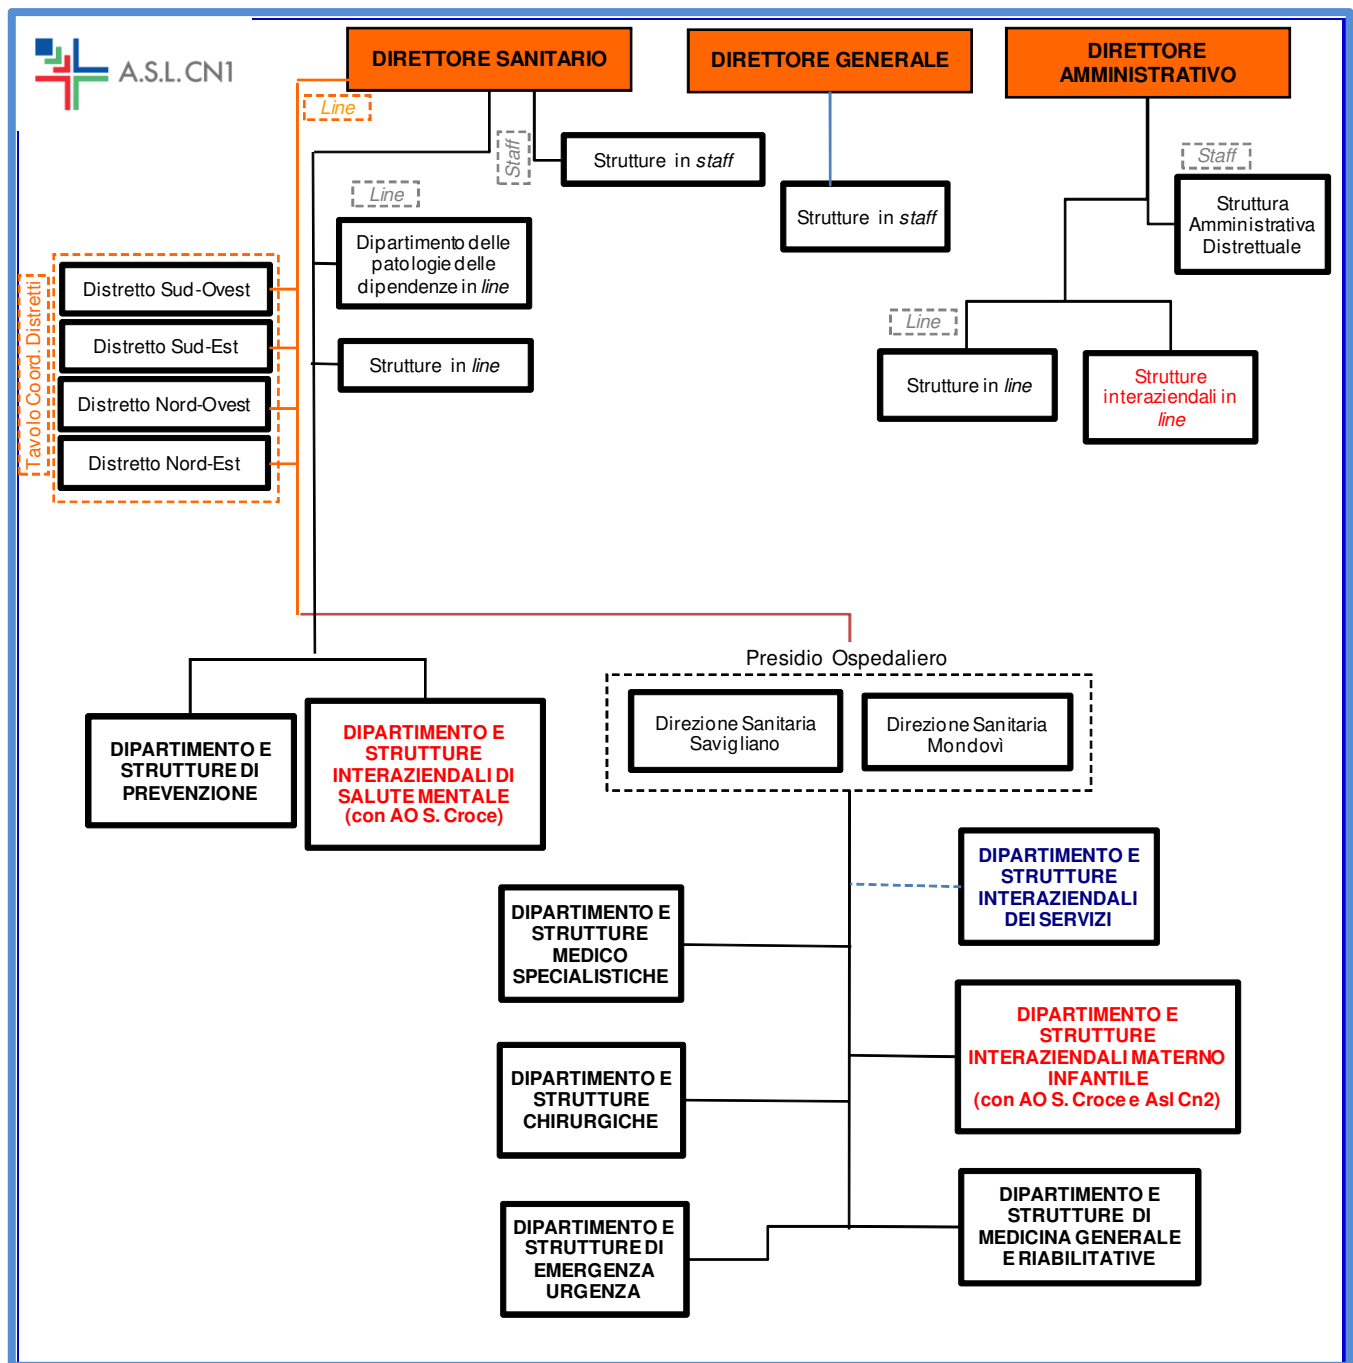 A.S.L. CN1
DIRETTORE SANITARIO
DIRETTORE GENERALE
DIRETTORE
AMMINISTRATIVO
Line
Staff
Strutture in staff
Line
Dipartimento delle
patologie delle
dipendenze in line
Strutture in line
Strutture in staff
Staff
Struttura
Amministrativa
Distrettuale
Line
Strutture in line
Strutture
interaziendali in
line
Tavolo Coord. Distretti
Distretto Sud-Ovest
Distretto Sud-Est
Distretto Nord-Ovest
Distretto Nord-Est
Presidio Ospedaliero
Direzione Sanitaria
Savigliano
Direzione Sanitaria
Mondovì
DIPARTIMENTO E
STRUTTURE DI
PREVENZIONE
DIPARTIMENTO E
STRUTTURE
INTERAZIENDALI DI
SALUTE MENTALE
(con AO S. Croce)
DIPARTIMENTO E
STRUTTURE
INTERAZIENDALI
DEI SERVIZI
DIPARTIMENTO E
STRUTTURE
MEDICO
SPECIALISTICHE
DIPARTIMENTO E
STRUTTURE
INTERAZIENDALI MATERNO
INFANTILE
(con AO S. Croce e Asl Cn2)
DIPARTIMENTO E
STRUTTURE
CHIRURGICHE
DIPARTIMENTO E
STRUTTURE DI
MEDICINA GENERALE
E RIABILITATIVE
DIPARTIMENTO E
STRUTTURE DI
EMERGENZA
URGENZA